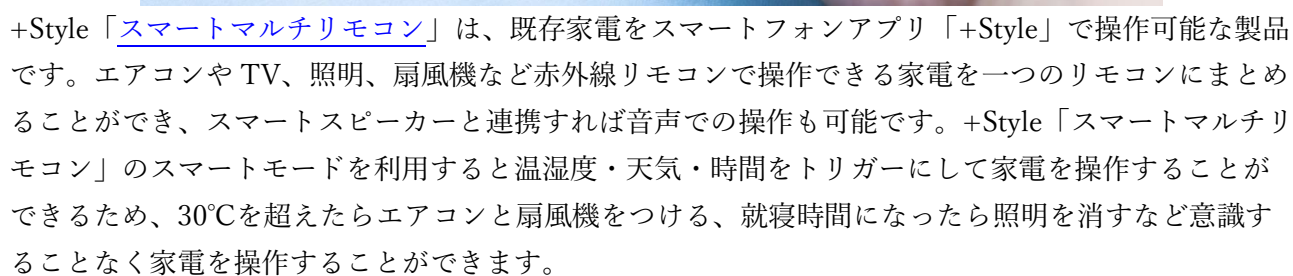 +Style「スマートマルチリモコン」は、既存家電をスマートフォンアプリ「+Style」で操作可能な製品
です。エアコンや TV、照明、扇風機など赤外線リモコンで操作できる家電を一つのリモコンにまとめ
ることができ、スマートスピーカーと連携すれば音声での操作も可能です。+Style「スマートマルチリ
モコン」のスマートモードを利用すると温湿度・天気・時間をトリガーにして家電を操作することが
できるため、30℃を超えたらエアコンと扇風機をつける、就寝時間になったら照明を消すなど意識す
ることなく家電を操作することができます。